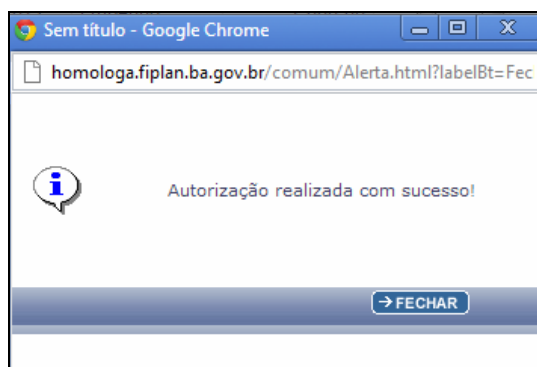 Sem título - Google Chrome
homologa.fiplan.ba.gov.br/comum/Alerta.html?labelBt=Fec
Autorização realizada com sucesso!
FECHAR